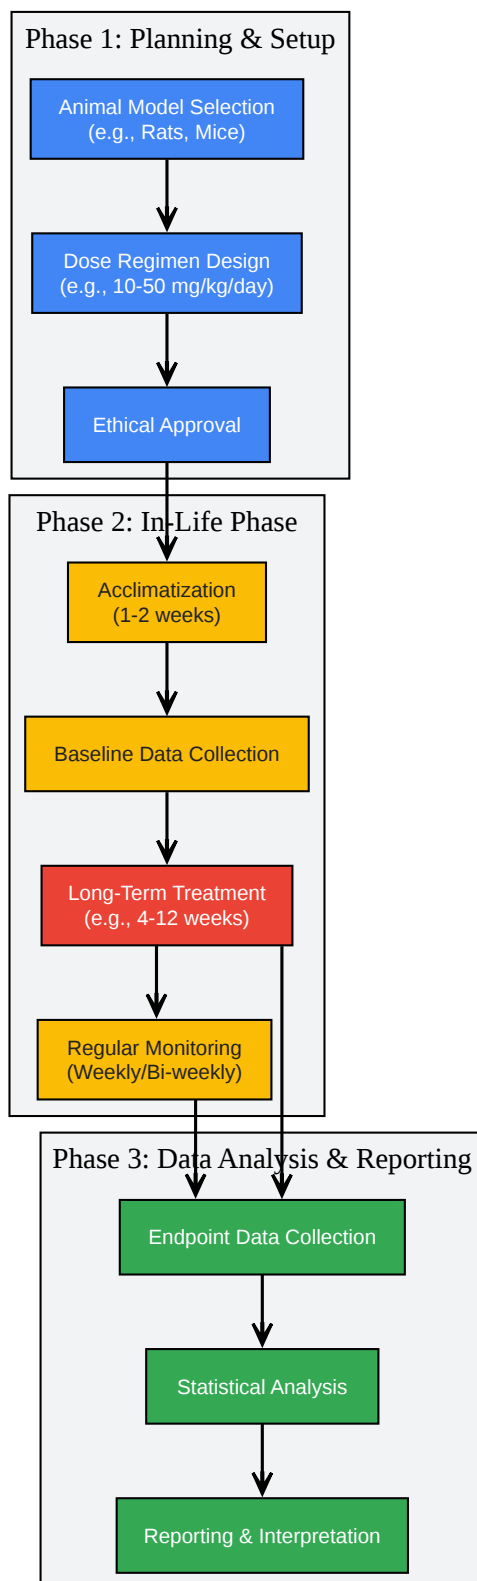 Phase 1: Planning & Setup
Animal Model Selection
(e.g., Rats, Mice)
Dose Regimen Design
(e.g., 10-50 mg/kg/day)
Ethical Approval
Phase 2: In-Life Phase
Acclimatization
(1-2 weeks)
Baseline Data Collection
Long-Term Treatment
(e.g., 4-12 weeks)
Regular Monitoring
(Weekly/Bi-weekly)
Phase 3: Data Analysis & Reporting
Endpoint Data Collection
Statistical Analysis
Reporting & Interpretation